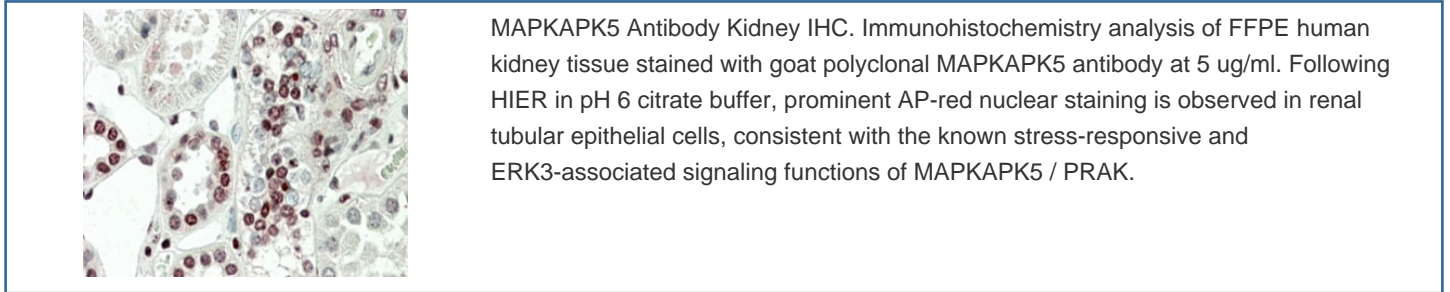 MAPKAPK5 Antibody Kidney IHC. Immunohistochemistry analysis of FFPE human
kidney tissue stained with goat polyclonal MAPKAPK5 antibody at 5 ug/ml. Following
HIER in pH 6 citrate buffer, prominent AP-red nuclear staining is observed in renal
tubular epithelial cells, consistent with the known stress-responsive and
ERK3-associated signaling functions of MAPKAPK5 / PRAK.